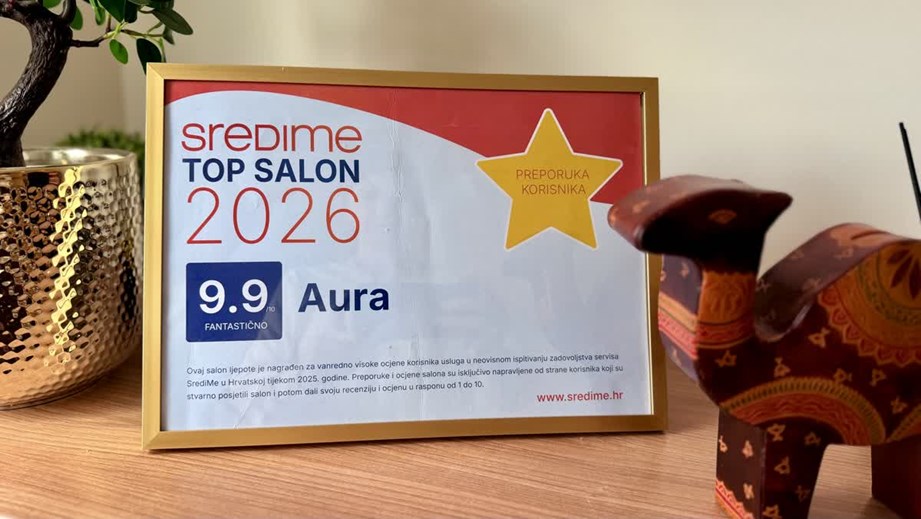 SREDIME
TOP SALON
2026
PREPORUKA
KORISNIKA
9.9/10
FANTASTIČNO
Aura
Ovaj salon ljepote je nagrađen za vanredno visoke ocjene korisnika usluga u neovisnom ispitivanju zadovoljstva servisa
SrediMe u Hrvatskoj tijekom 2025. godine. Preporuke i ocjene salona su isključivo napravljene od strane korisnika koji su
stvarno posjetili salon i potom dali svoju recenziju i ocjenu u rasponu od 1 do 10.
www.sredime.hr